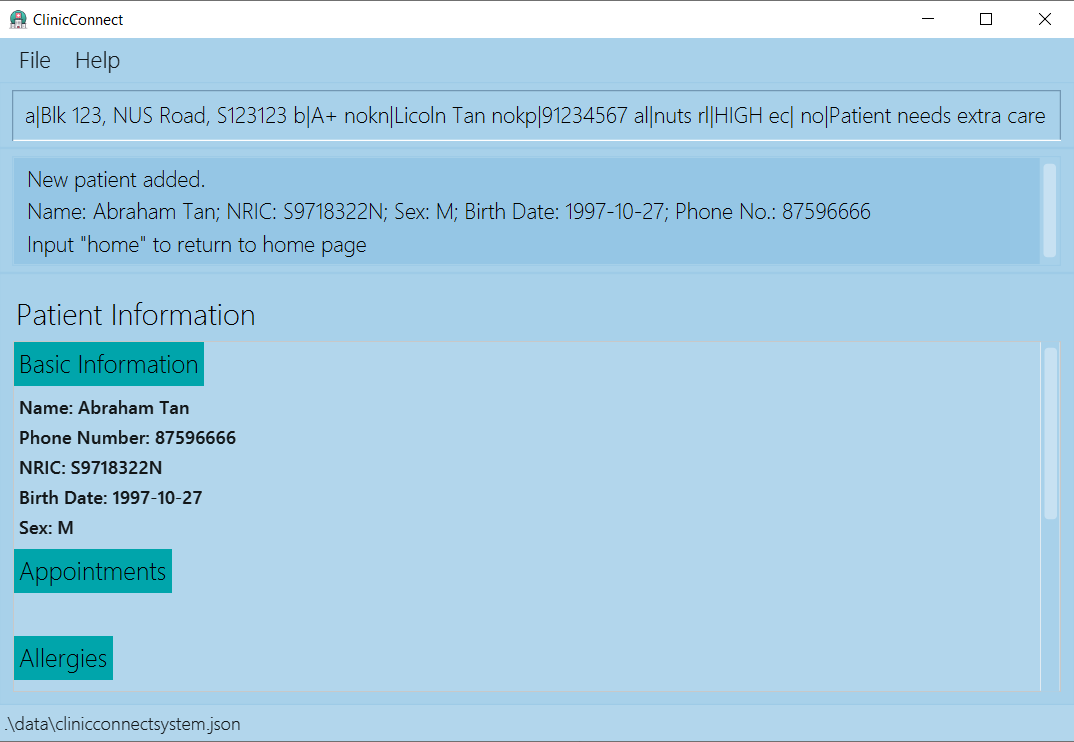 ClinicConnect
File Help
a|Blk 123, NUS Road, S123123 b|A+ nokn|Licoln Tan nokp|91234567 al|nuts rl|HIGH ec| no|Patient needs extra care
New patient added.
Name: Abraham Tan; NRIC: S9718322N; Sex: M; Birth Date: 1997-10-27; Phone No.: 87596666
Input "home" to return to home page
Patient Information
Basic Information
Name: Abraham Tan
Phone Number: 87596666
NRIC: S9718322N
Birth Date: 1997-10-27
Sex: M
Appointments
Allergies
.\data\clinicconnectsystem.json